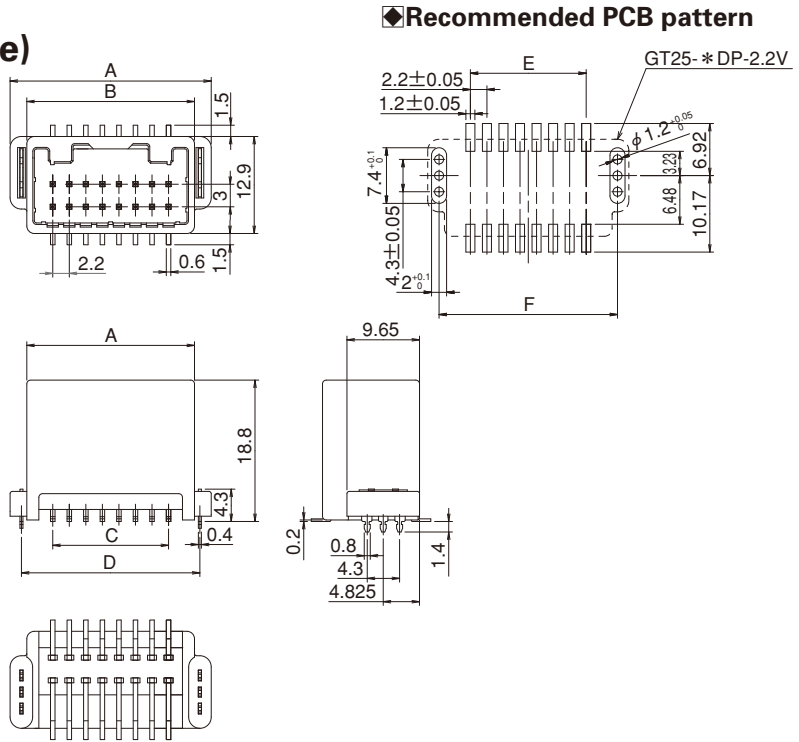 ◆Recommended PCB pattern
e)
A
B
1.5
12.9
3
1.5
2.2
0.6
E
GT25-＊DP-2.2V
2.2±0.05
1.2±0.05
φ1.2 +0.05 0
7.4 +0.1 0
3.23
6.92
6.48
10.17
4.3±0.05
2 +0.1 0
F
A
18.8
4.3
C
0.4
D
9.65
0.2
0.8
1.4
4.3
4.825